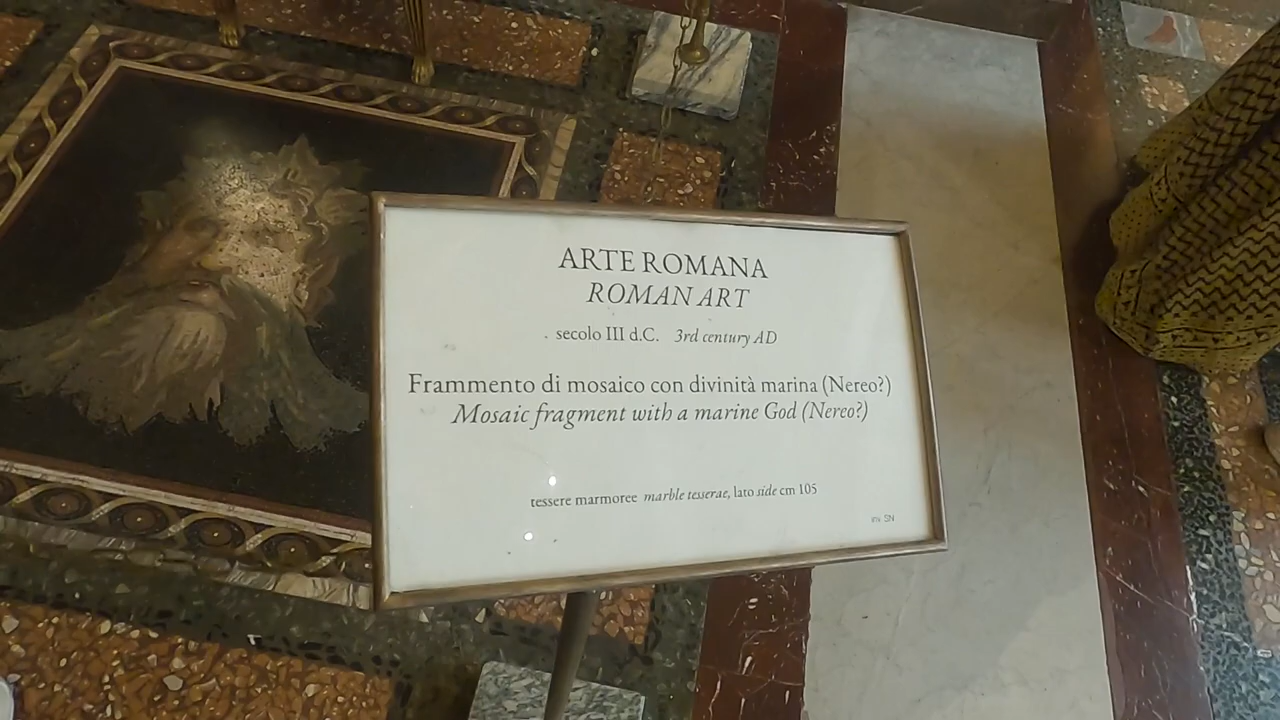 ARTE ROMANA
ROMAN ART
secolo III d.C. 3rd century AD
Frammento di mosaico con divinità marina (Nereo?)
Mosaic fragment with a marine God (Nereo?)
tessere marmoree marble tesserae, lato side cm 105
SN